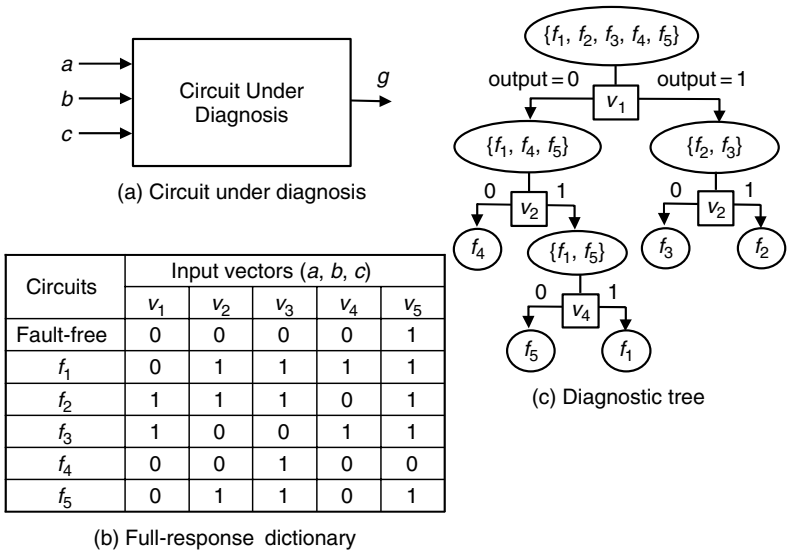 a
b
c
Circuit Under
Diagnosis
g
(a) Circuit under diagnosis
Circuits Input vectors (a, b, c)
v1 v2 v3 v4 v5
Fault-free 0 0 0 0 1
f1 0 1 1 1 1
f2 1 1 1 0 1
f3 1 0 0 1 1
f4 0 0 1 0 0
f5 0 1 1 0 1
(b) Full-response dictionary
{f1, f2, f3, f4, f5}
output = 0 output = 1
v1
{f1, f4, f5} {f2, f3}
0 1 0 1
v2 v2
f4 {f1, f5} f3 f2
0 1
v4
f5 f1
(c) Diagnostic tree